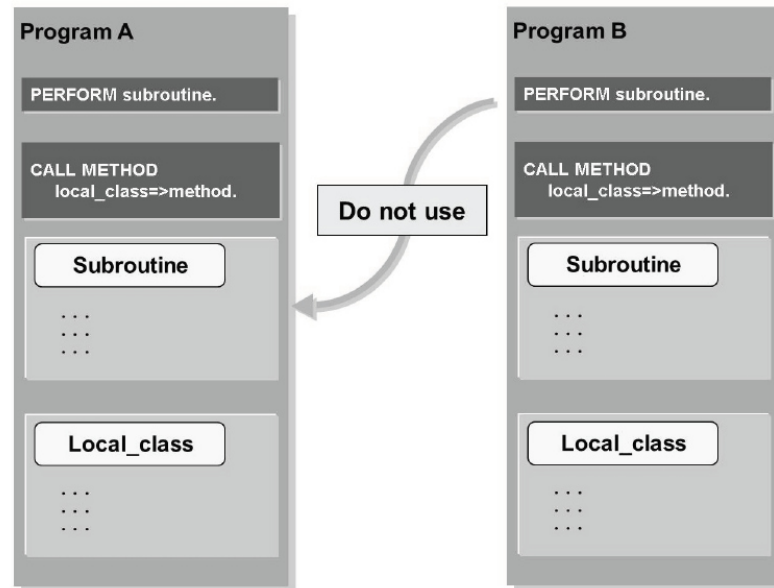 Program A
PERFORM subroutine.
CALL METHOD
local_class=>method.
Subroutine
. . .
. . .
. . .
Local_class
. . .
. . .
. . .
Do not use
Program B
PERFORM subroutine.
CALL METHOD
local_class=>method.
Subroutine
. . .
. . .
. . .
Local_class
. . .
. . .
. . .